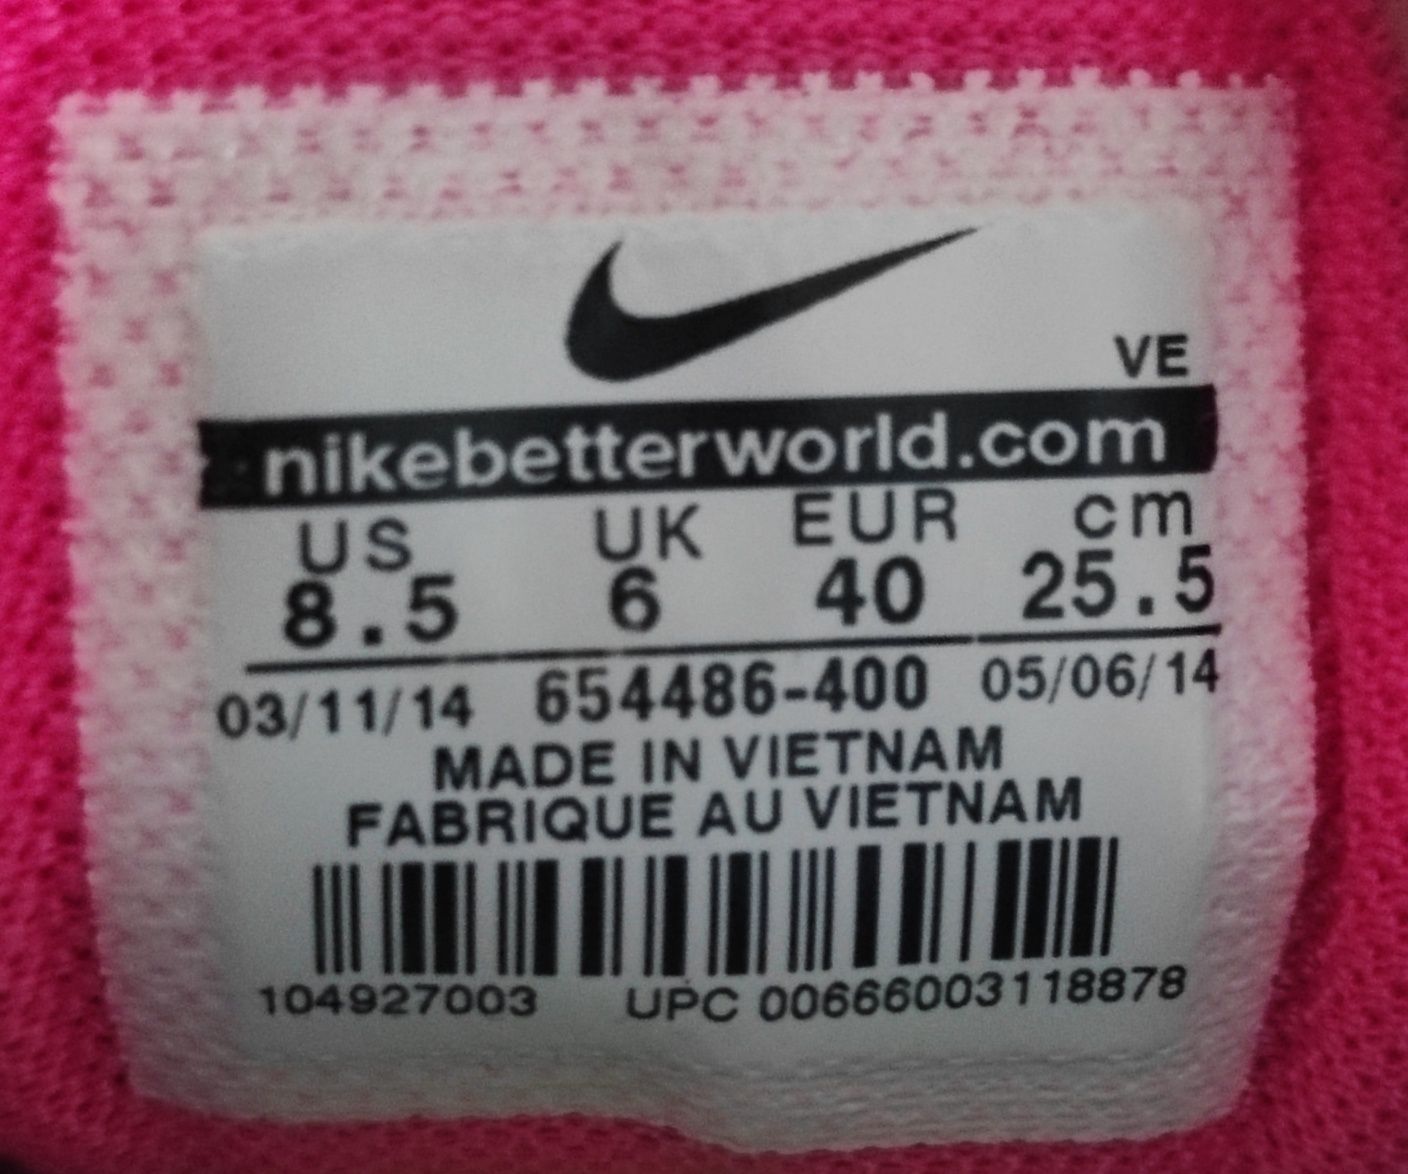 VE
nikebetterworld.com
US UK EUR cm
8.5 6 40 25.5
03/11/14 654486-400 05/06/14
MADE IN VIETNAM
FABRIQUE AU VIETNAM
104927003 UPC 00666003118878